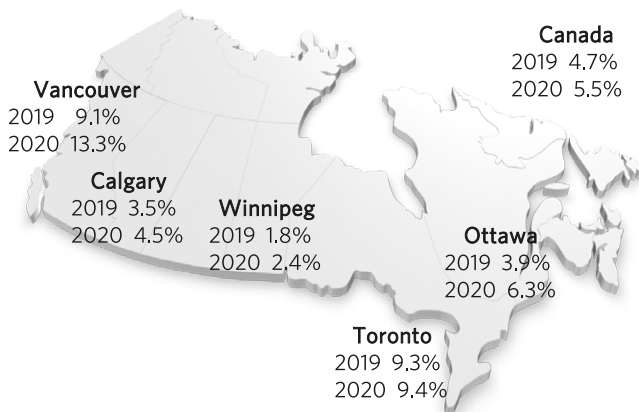 Canada
2019 4.7%
2020 5.5%
Vancouver
2019 9.1%
2020 13.3%
Calgary
2019 3.5%
2020 4.5%
Winnipeg
2019 1.8%
2020 2.4%
Ottawa
2019 3.9%
2020 6.3%
Toronto
2019 9.3%
2020 9.4%